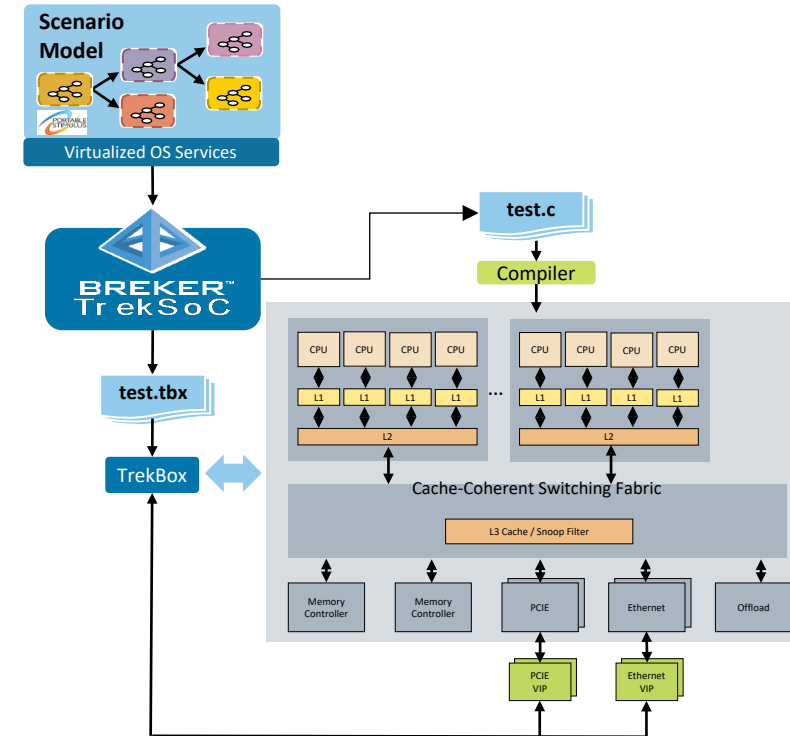 Scenario
Model
PORTABLE
STIMULUS
Virtualized OS Services
BREKER™
TrekSoC
test.c
Compiler
CPU CPU CPU CPU CPU CPU CPU CPU
L1 L1 L1 L1 ... L1 L1 L1 L1
L2 L2
test.tbx
TrekBox
Cache-Coherent Switching Fabric
L3 Cache / Snoop Filter
Memory
Controller
Memory
Controller
PCIE
Ethernet
Offload
PCIE
VIP
Ethernet
VIP